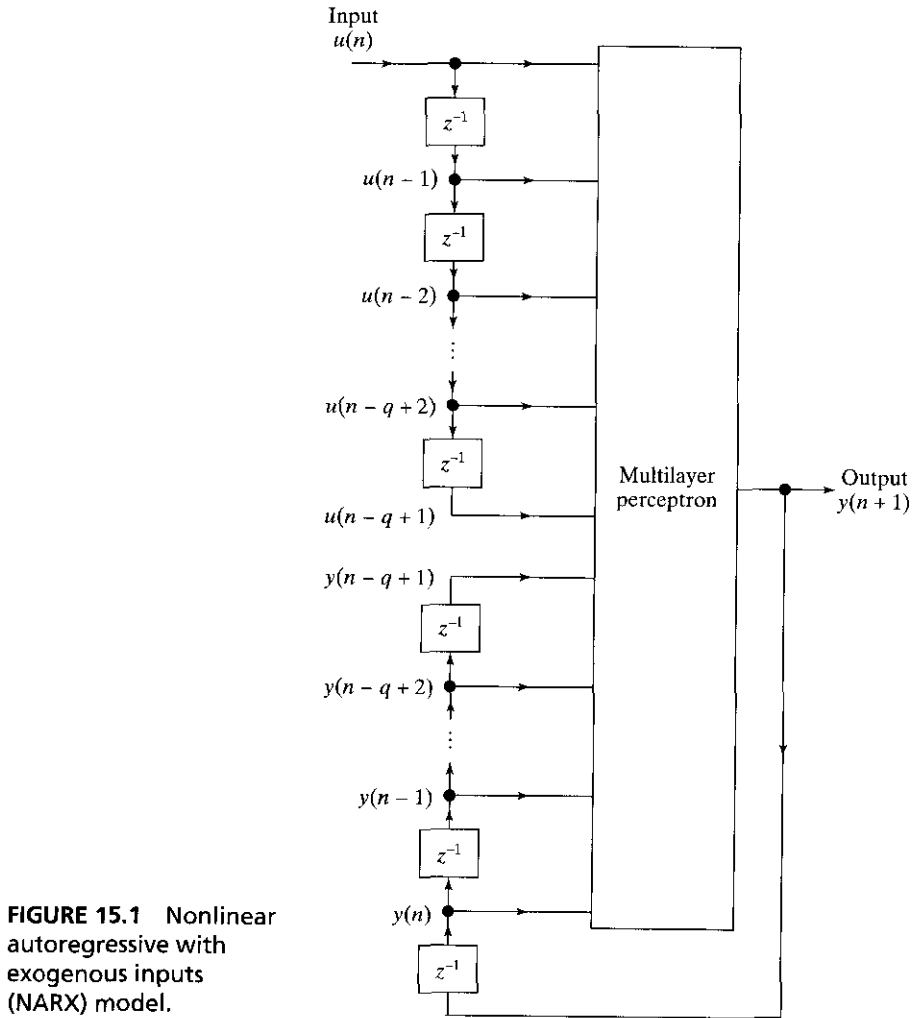 Input
u(n)
z⁻¹
u(n − 1)
z⁻¹
u(n − 2)
⋮
u(n − q + 2)
z⁻¹
u(n − q + 1)
y(n − q + 1)
z⁻¹
y(n − q + 2)
⋮
y(n − 1)
z⁻¹
y(n)
z⁻¹
Multilayer
perceptron
Output
y(n + 1)
FIGURE 15.1 Nonlinear
autoregressive with
exogenous inputs
(NARX) model.